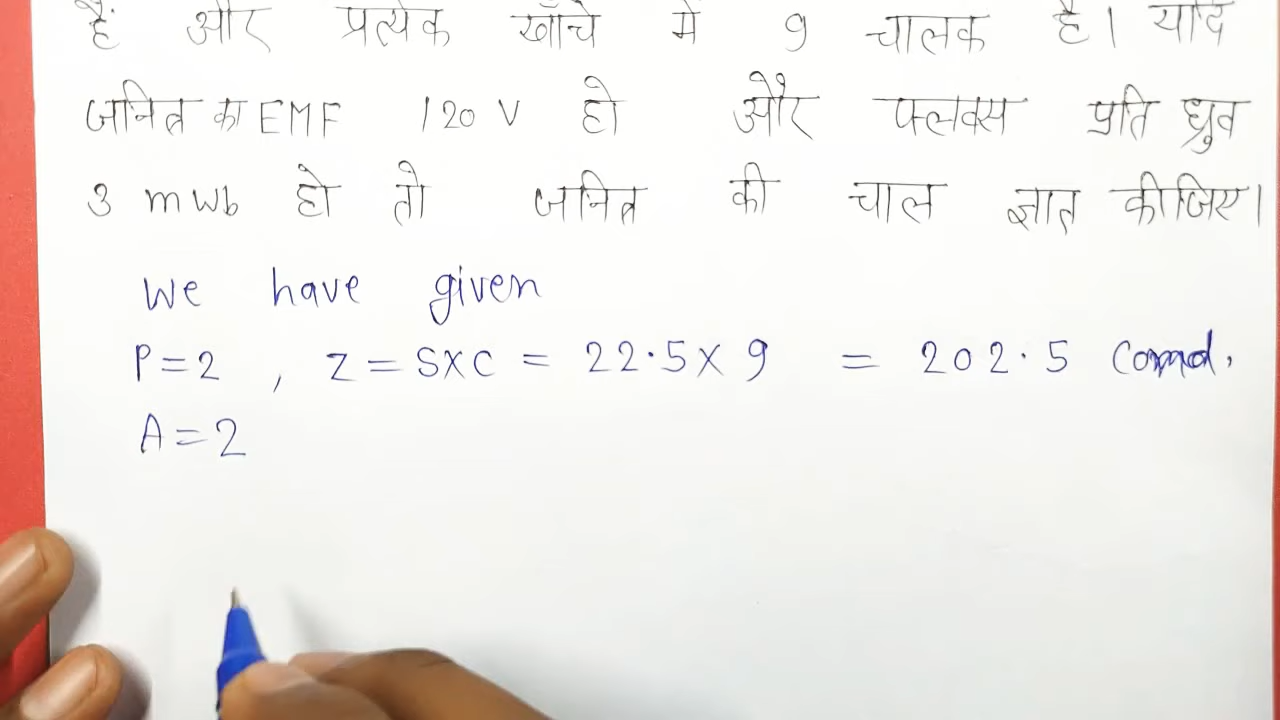 हैं और प्रत्येक खाँचे में 9 चालक है। यदि
जनित्र का EMF 120 V हो और फ्लक्स प्रति ध्रुव
3 mwb हो तो जनित्र की चाल ज्ञात कीजिए।
We have given
P=2 , Z=S×C = 22.5×9 = 202.5
A=2